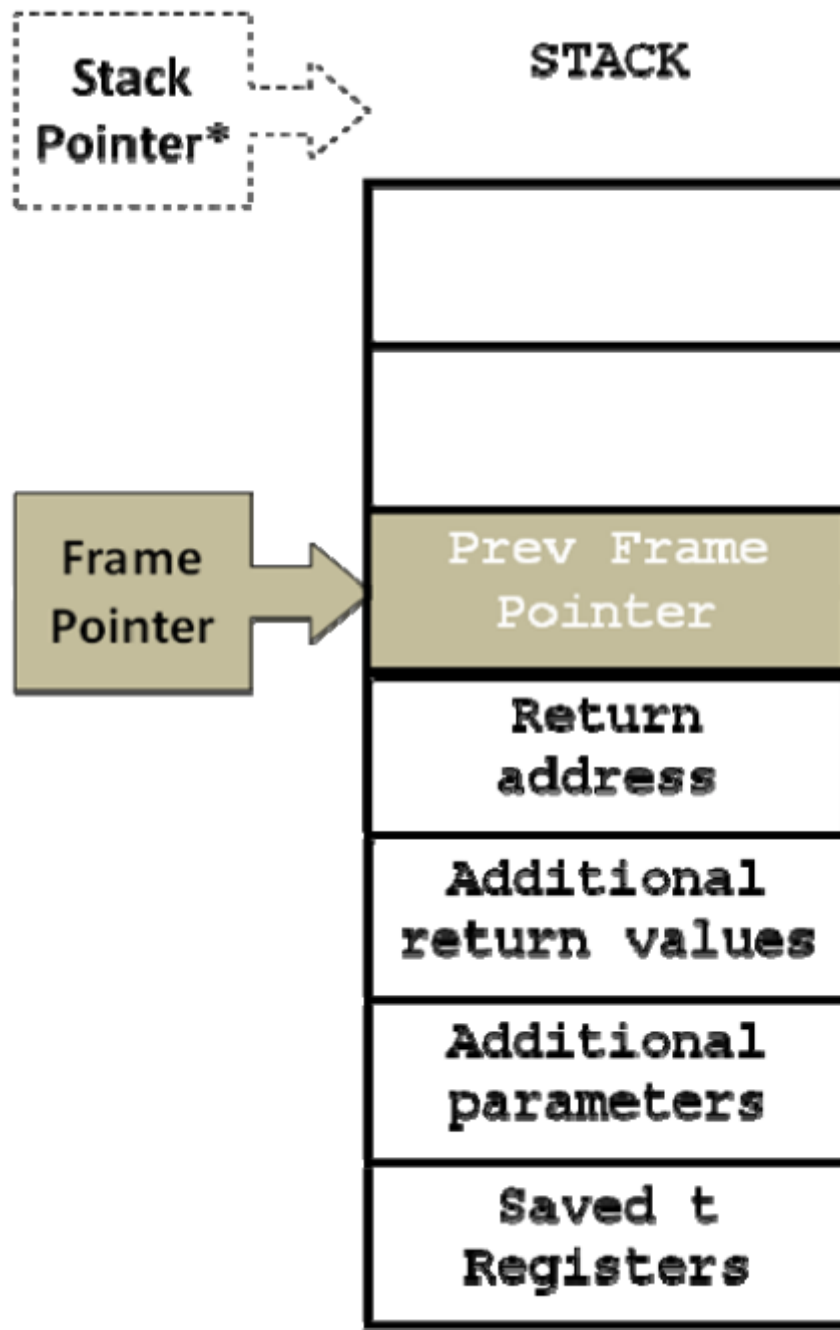 Stack
Pointer*
STACK
Frame
Pointer
Prev Frame
Pointer
Return
address
Additional
return values
Additional
parameters
Saved t
Registers